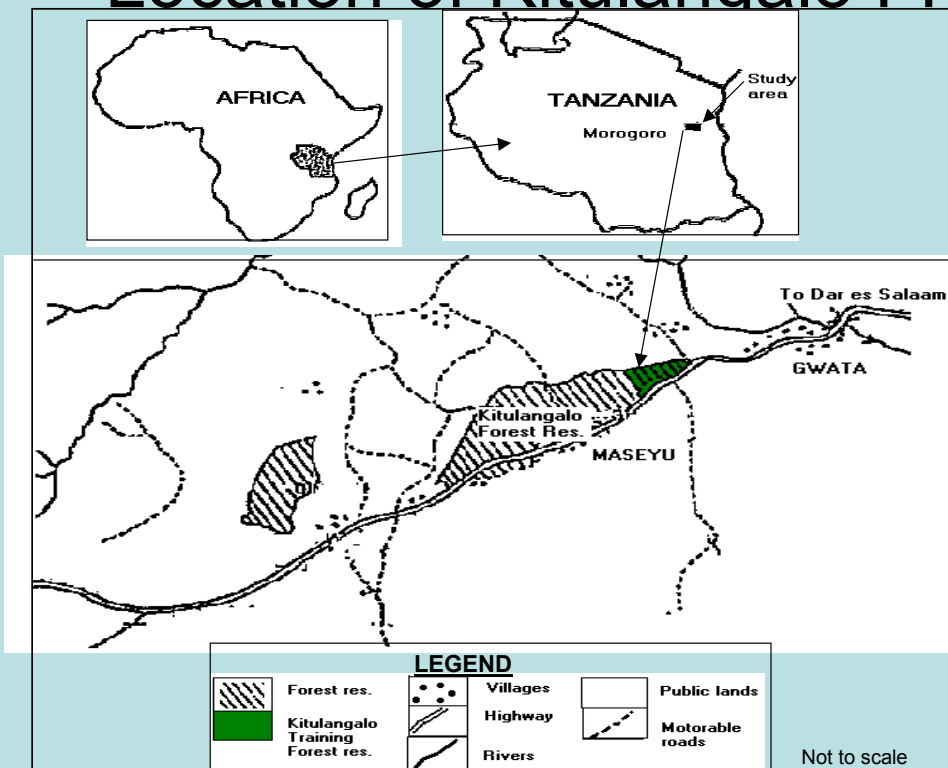 AFRICA
TANZANIA
Morogoro
Study
area
To Dar es Salaam
GWATA
Kitulangalo
Forest Res.
MASEYU
LEGEND
Forest res.
Kitulangalo
Training
Forest res.
Villages
Highway
Rivers
Public lands
Motorable
roads
Not to scale